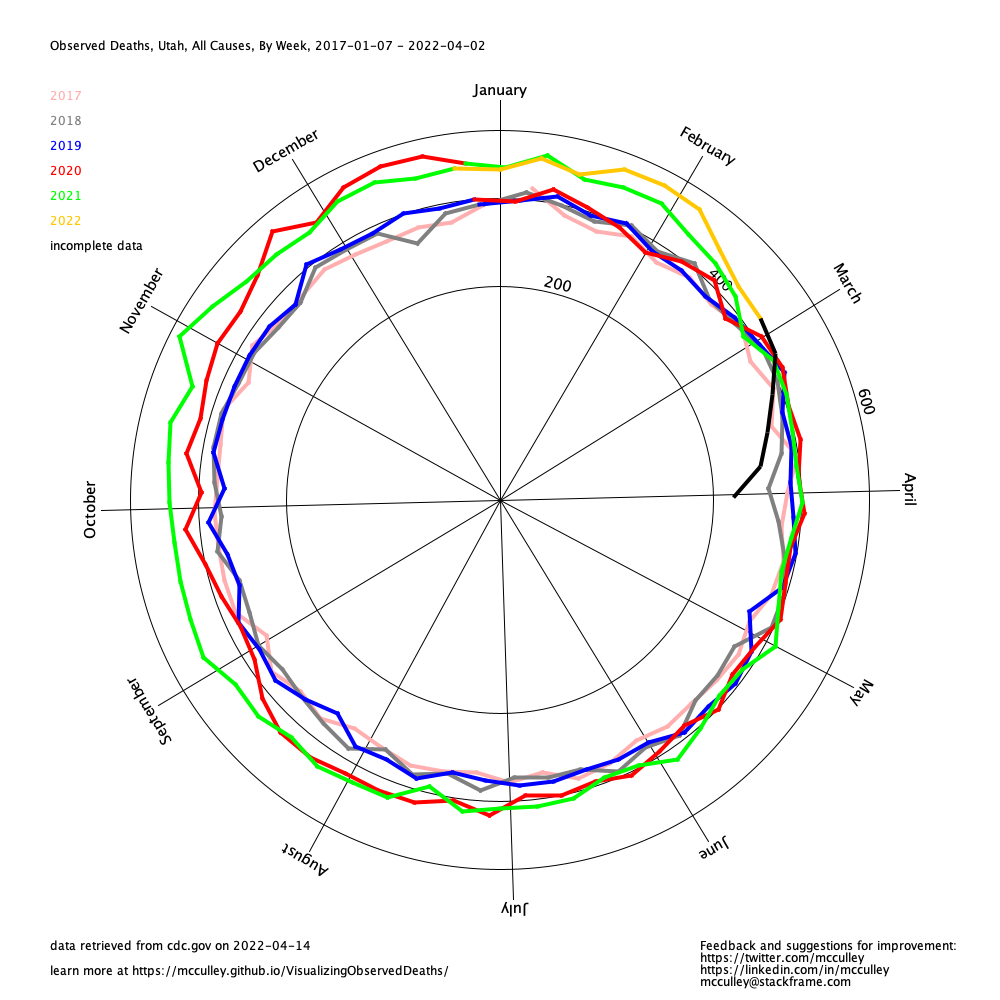 Observed Deaths, Utah, All Causes, By Week, 2017-01-07 - 2022-04-02
January
2017
2018
2019
2020
2021
2022
incomplete data
December
February
November
March
200
400
600
October
April
September
May
August
June
July
data retrieved from cdc.gov on 2022-04-14
learn more at https://mcculley.github.io/VisualizingObservedDeaths/
Feedback and suggestions for improvement:
https://twitter.com/mcculley
https://linkedin.com/in/mcculley
mcculley@stackframe.com